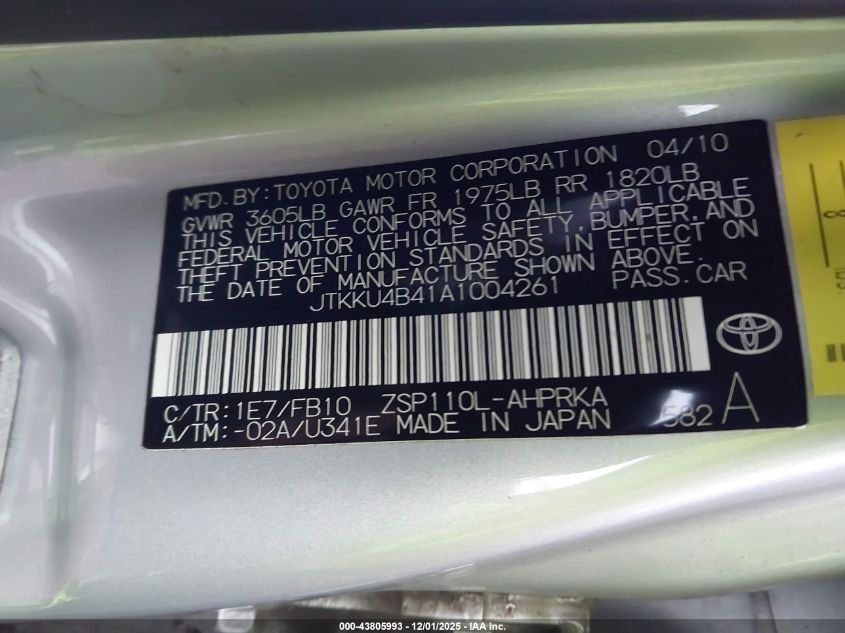 MFD. BY: TOYOTA MOTOR CORPORATION 04/10
GVWR 3605LB GAWR FR 1975LB RR 1820LB
THIS VEHICLE CONFORMS TO ALL APPLICABLE
FEDERAL MOTOR VEHICLE SAFETY, BUMPER, AND
THEFT PREVENTION STANDARDS IN EFFECT ON
THE DATE OF MANUFACTURE SHOWN ABOVE.
JTKKU4B41A1004261 PASS. CAR
C/TR: 1E7/FB10 ZSP110L-AHPRKA
A/TM: -02A/U341E MADE IN JAPAN 582 A
000-43805993 - 12/01/2025 - IAA Inc.